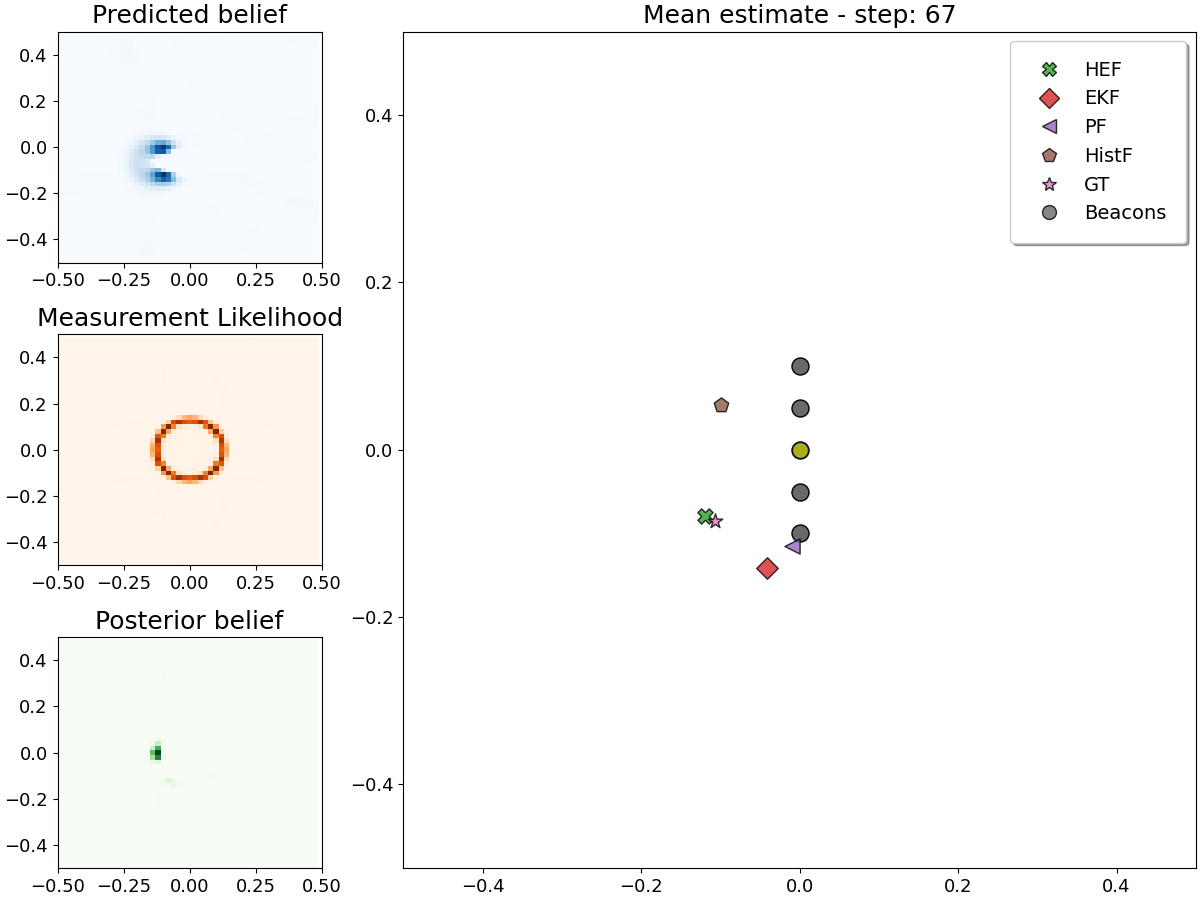 Predicted belief
0.4
0.2
0.0
−0.2
−0.4
−0.50 −0.25 0.00 0.25 0.50
Measurement Likelihood
0.4
0.2
0.0
−0.2
−0.4
−0.50 −0.25 0.00 0.25 0.50
Posterior belief
0.4
0.2
0.0
−0.2
−0.4
−0.50 −0.25 0.00 0.25 0.50
Mean estimate - step: 67
HEF
EKF
PF
HistF
GT
Beacons
0.4
0.2
0.0
−0.2
−0.4
−0.4 −0.2 0.0 0.2 0.4